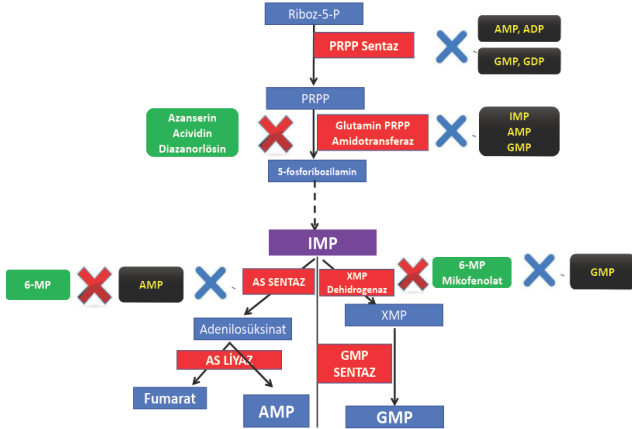 Riboz-5-P
PRPP Sentaz
AMP, ADP
GMP, GDP
PRPP
Azanserin
Acividin
Diazanorlösin
Glutamin PRPP
Amidotransferaz
IMP
AMP
GMP
5-fosforibozilamin
IMP
6-MP
AMP
AS SENTAZ
XMP
Dehidrogenaz
6-MP
Mikofenolat
GMP
Adenilosüksinat
XMP
AS LİYAZ
GMP
SENTAZ
Fumarat
AMP
GMP